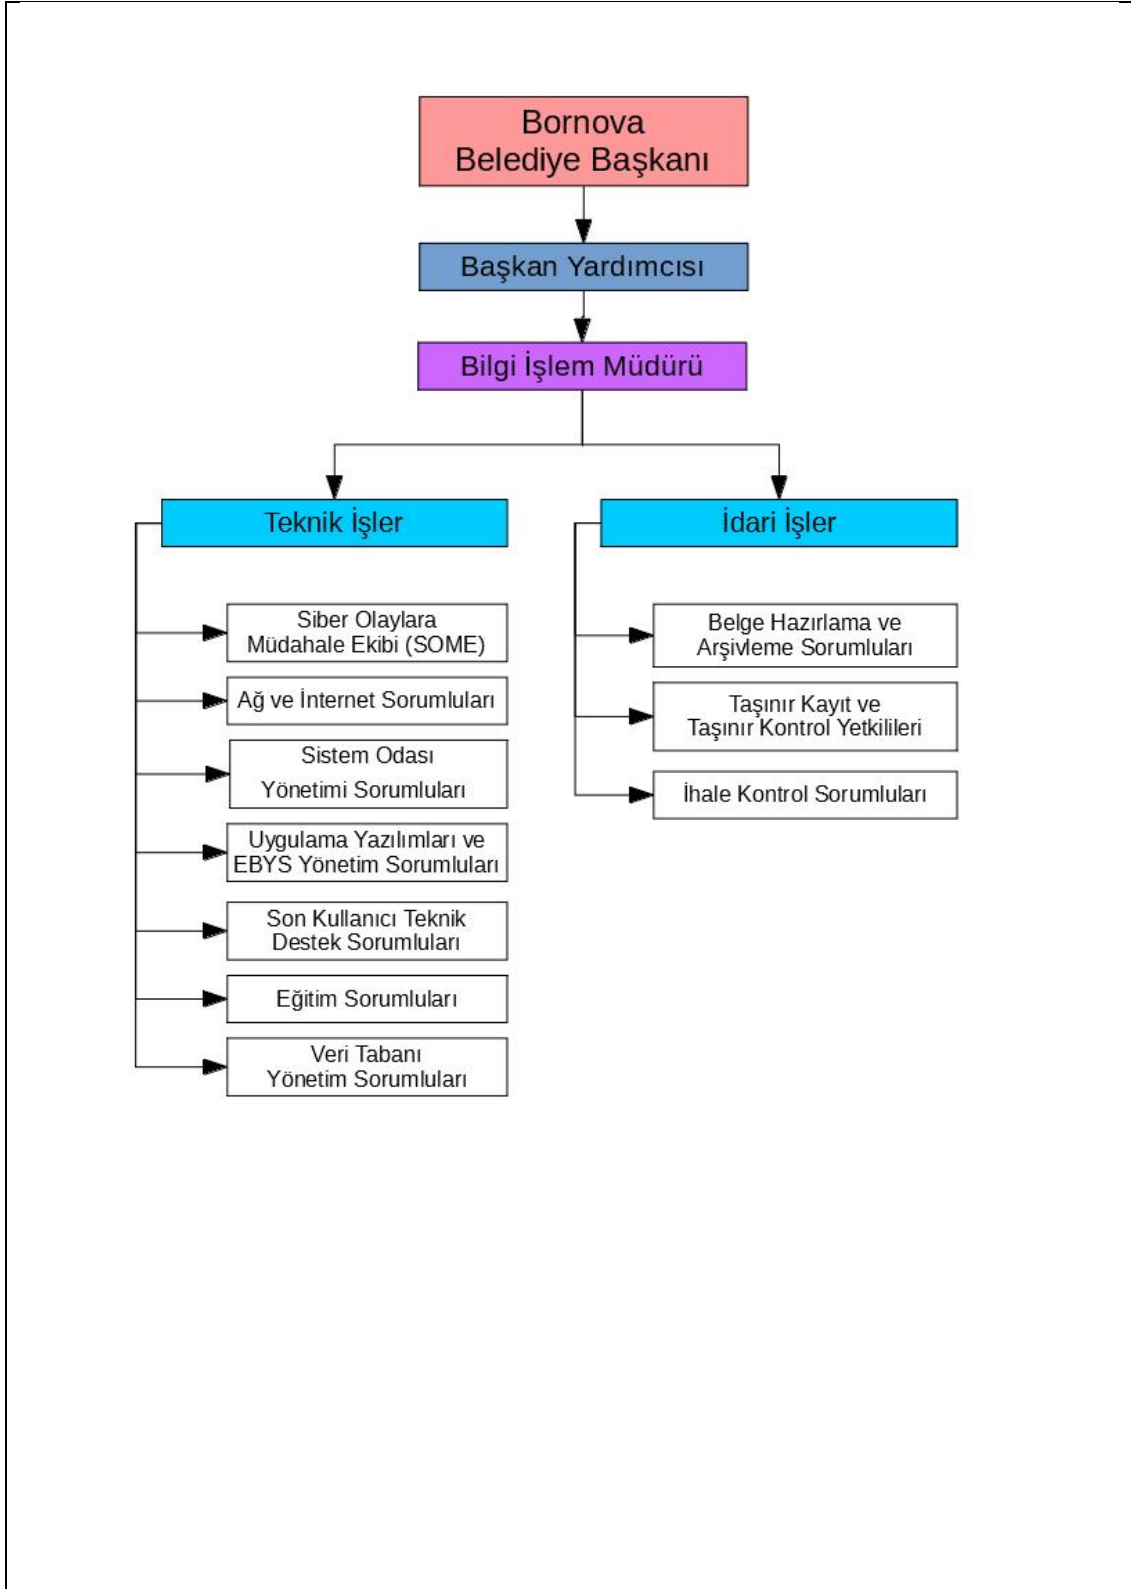 Bornova
Belediye Başkanı
Başkan Yardımcısı
Bilgi İşlem Müdürü
Teknik İşler
Siber Olaylara
Müdahale Ekibi (SOME)
Ağ ve İnternet Sorumluları
Sistem Odası
Yönetimi Sorumluları
Uygulama Yazılımları ve
EBYS Yönetim Sorumluları
Son Kullanıcı Teknik
Destek Sorumluları
Eğitim Sorumluları
Veri Tabanı
Yönetim Sorumluları
İdari İşler
Belge Hazırlama ve
Arşivleme Sorumluları
Taşınır Kayıt ve
Taşınır Kontrol Yetkilileri
İhale Kontrol Sorumluları